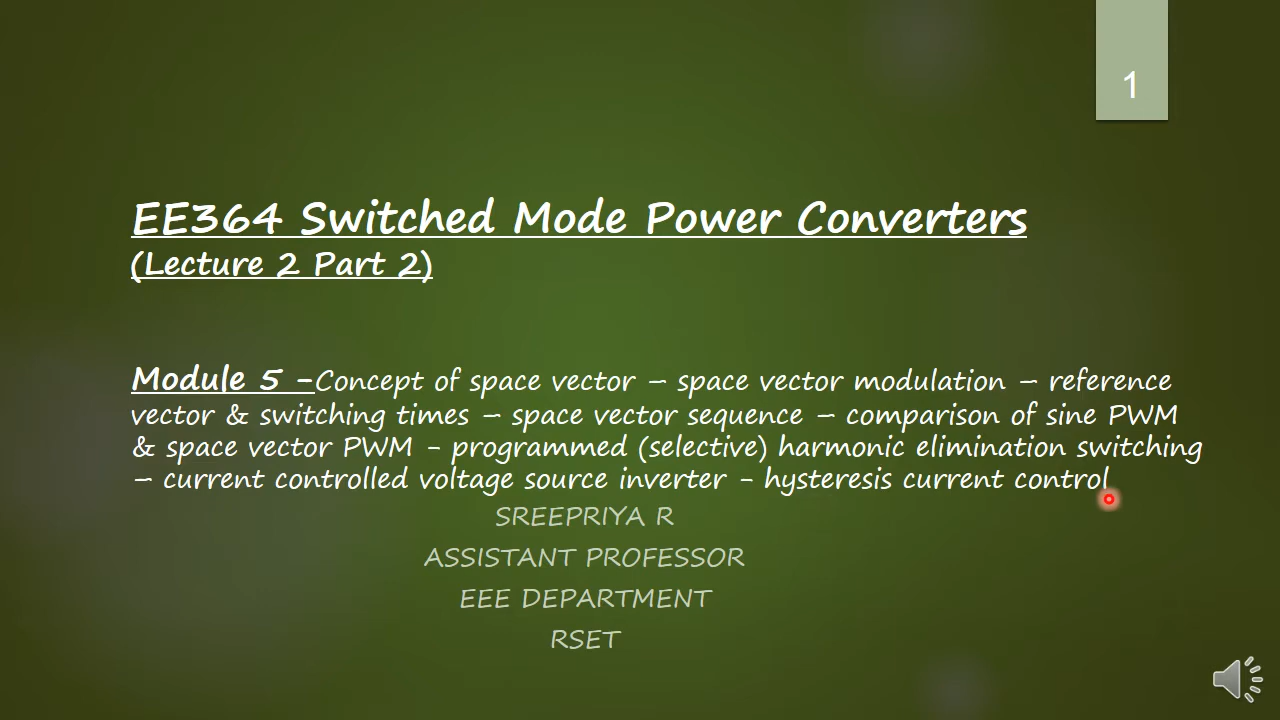 1
EE364 Switched Mode Power Converters
(Lecture 2 Part 2)
Module 5 -Concept of space vector – space vector modulation – reference
vector & switching times – space vector sequence – comparison of sine PWM
& space vector PWM - programmed (selective) harmonic elimination switching
– current controlled voltage source inverter - hysteresis current control
SREEPRIYA R
ASSISTANT PROFESSOR
EEE DEPARTMENT
RSET